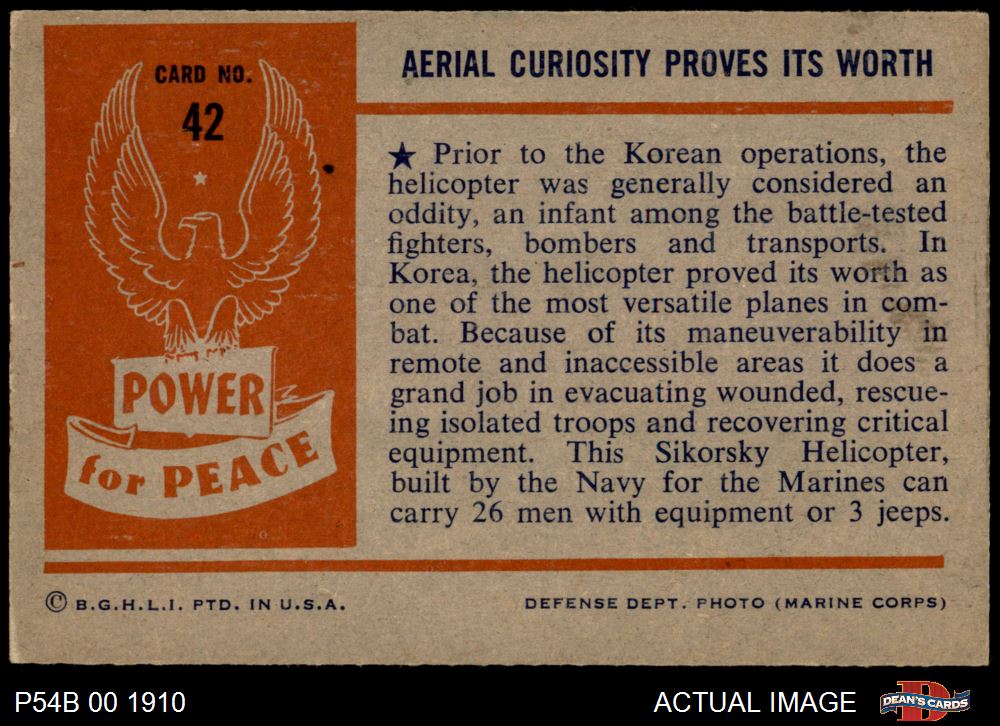 CARD NO.
42
POWER
for PEACE
AERIAL CURIOSITY PROVES ITS WORTH
★ Prior to the Korean operations, the
helicopter was generally considered an
oddity, an infant among the battle-tested
fighters, bombers and transports. In
Korea, the helicopter proved its worth as
one of the most versatile planes in com-
bat. Because of its maneuverability in
remote and inaccessible areas it does a
grand job in evacuating wounded, rescue-
ing isolated troops and recovering critical
equipment. This Sikorsky Helicopter,
built by the Navy for the Marines can
carry 26 men with equipment or 3 jeeps.
© B.G.H.L.I. PTD. IN U.S.A.
DEFENSE DEPT. PHOTO (MARINE CORPS)
P54B 00 1910
ACTUAL IMAGE
D
DEAN'S CARDS